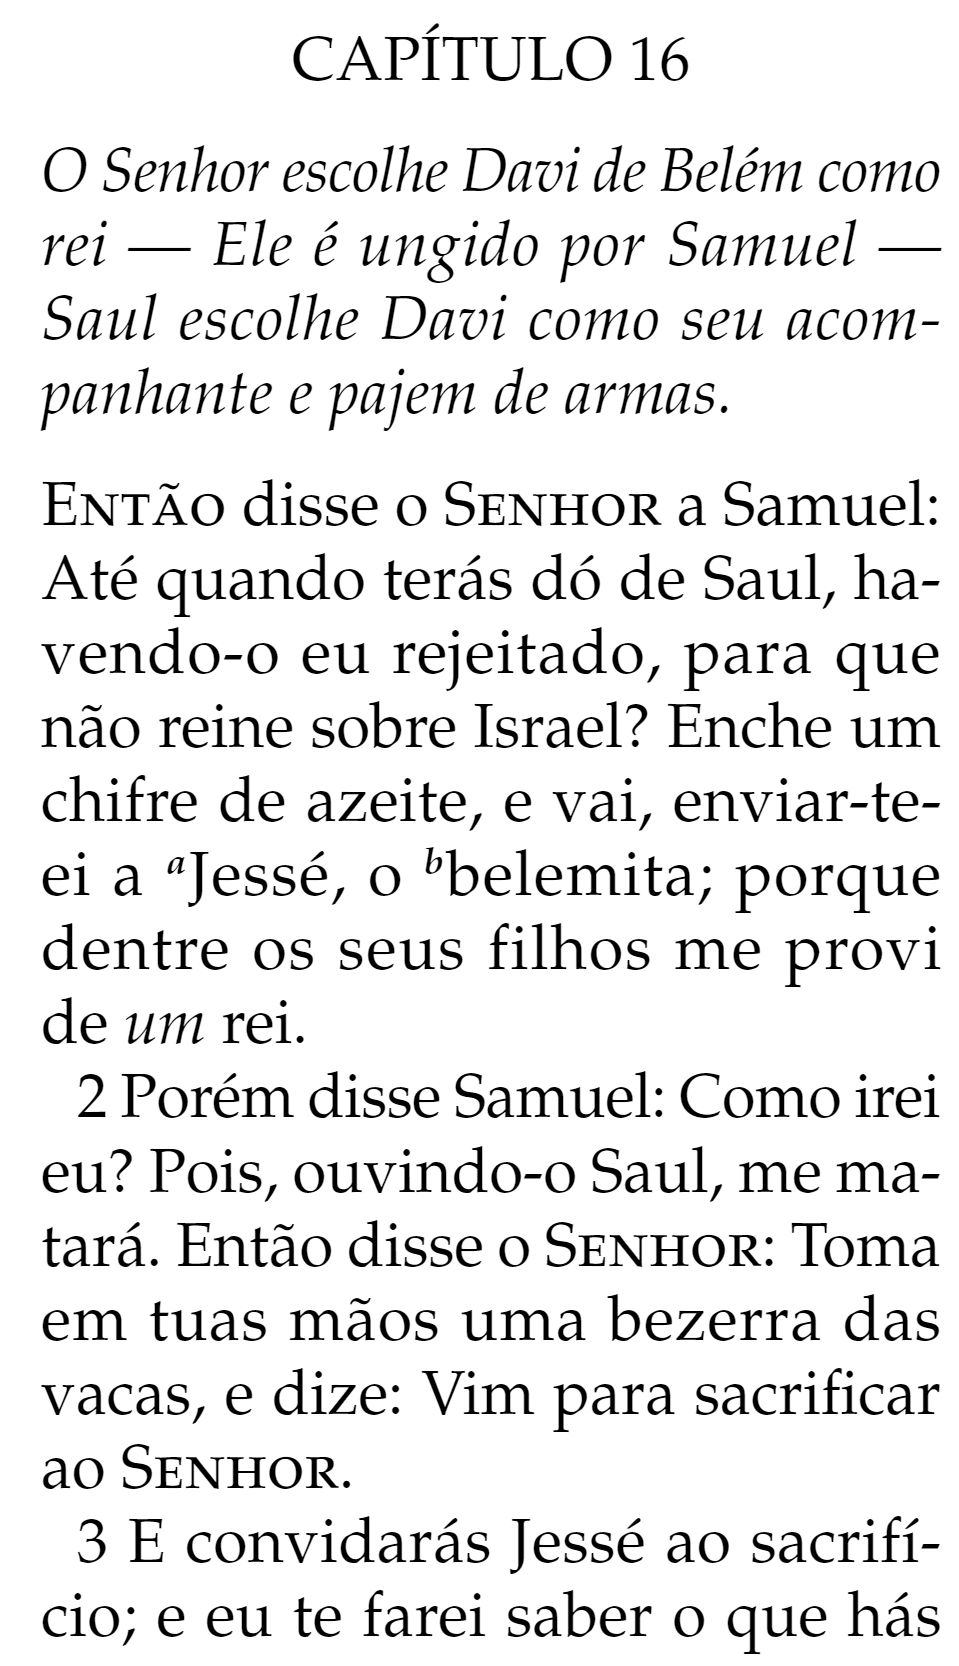 CAPÍTULO 16
O Senhor escolhe Davi de Belém como
rei — Ele é ungido por Samuel —
Saul escolhe Davi como seu acom-
panhante e pajem de armas.
Então disse o Senhor a Samuel:
Até quando terás dó de Saul, ha-
vendo-o eu rejeitado, para que
não reine sobre Israel? Enche um
chifre de azeite, e vai, enviar-te-
ei a aJessé, o bbelemita; porque
dentre os seus filhos me provi
de um rei.
2 Porém disse Samuel: Como irei
eu? Pois, ouvindo-o Saul, me ma-
tará. Então disse o Senhor: Toma
em tuas mãos uma bezerra das
vacas, e dize: Vim para sacrificar
ao Senhor.
3 E convidarás Jessé ao sacrifí-
cio; e eu te farei saber o que hás